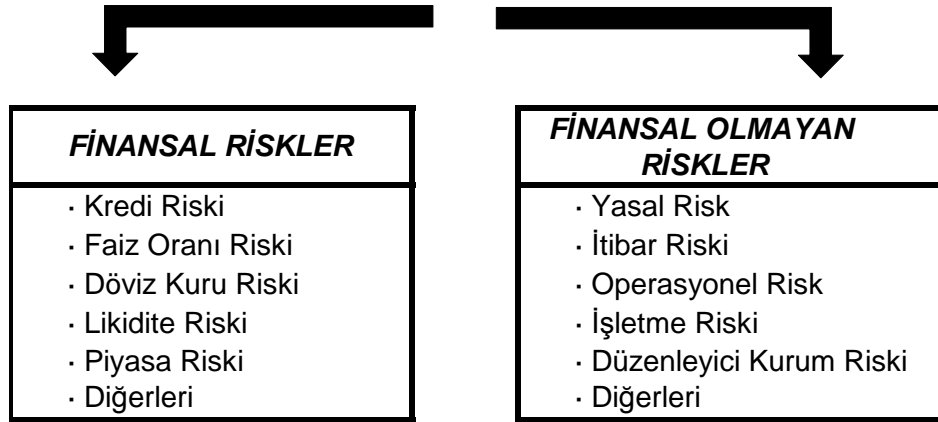 FİNANSAL RİSKLER
· Kredi Riski
· Faiz Oranı Riski
· Döviz Kuru Riski
· Likidite Riski
· Piyasa Riski
· Diğerleri
FİNANSAL OLMAYAN
RİSKLER
· Yasal Risk
· İtibar Riski
· Operasyonel Risk
· İşletme Riski
· Düzenleyici Kurum Riski
· Diğerleri